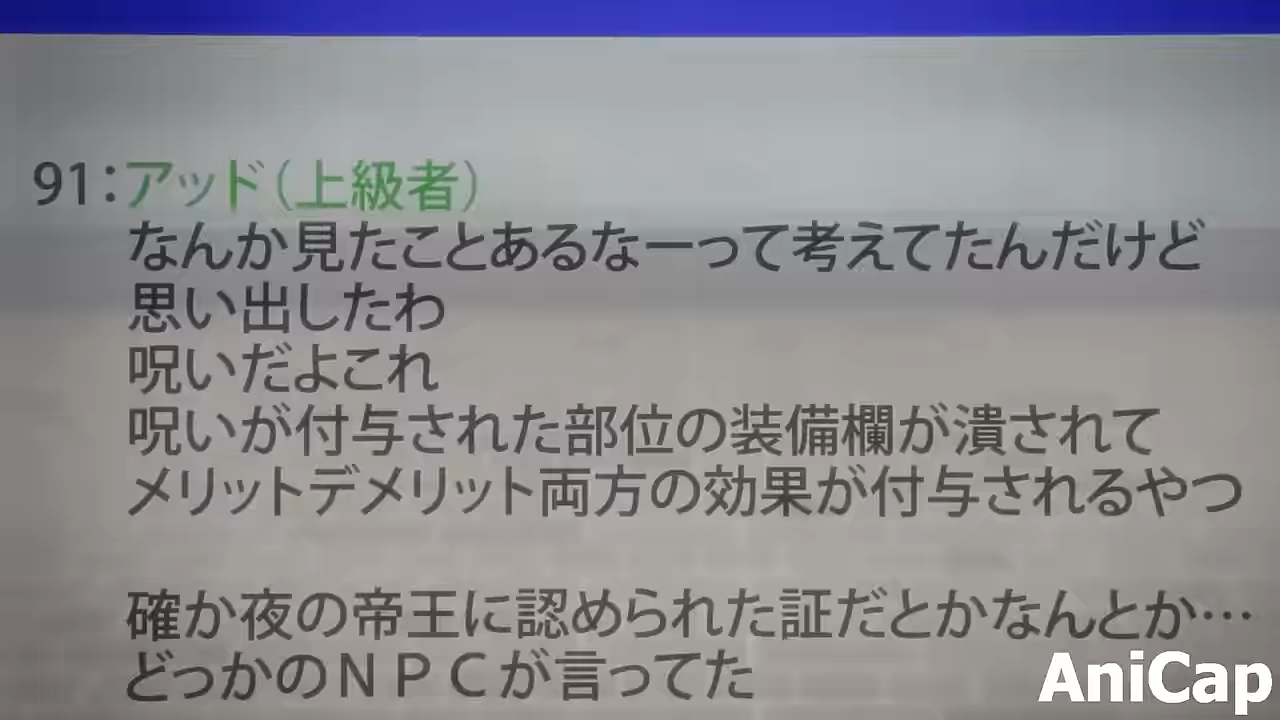 91:アッド（上級者）
なんか見たことあるなーって考えてたんだけど
思い出したわ
呪いだよこれ
呪いが付与された部位の装備欄が潰されて
メリットデメリット両方の効果が付与されるやつ
確か夜の帝王に認められた証だとかなんとか…
どっかのＮＰＣが言ってた
AniCap